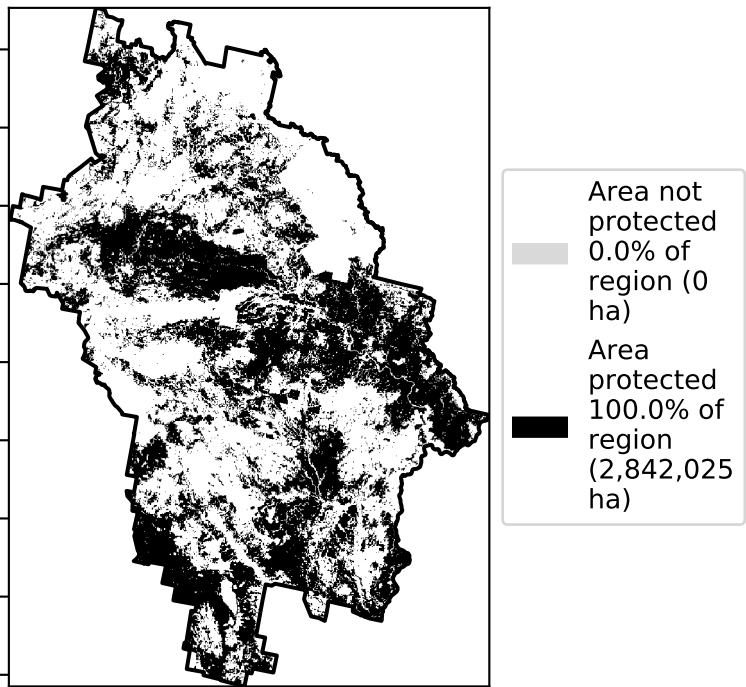 Area not
protected
0.0% of
region (0
ha)
Area
protected
100.0% of
region
(2,842,025
ha)